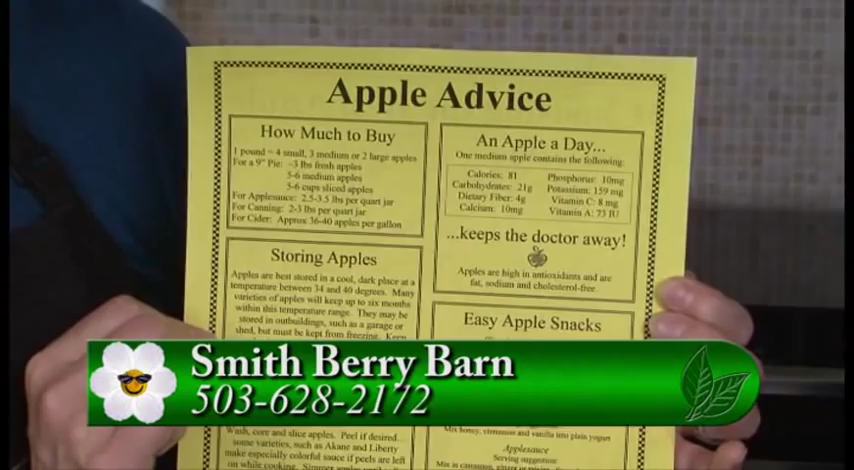 Apple Advice
How Much to Buy
1 pound = 4 small, 3 medium or 2 large apples
For a 9" Pie: ~3 lbs fresh apples
5-6 medium apples
5-6 cups sliced apples
For Applesauce: 2.5-3.5 lbs per quart jar
For Canning: 2-3 lbs per quart jar
For Cider: Approx 36-40 apples per gallon
Storing Apples
Apples are best stored in a cool, dark place at a
temperature between 34 and 40 degrees. Many
varieties of apples will keep up to six months
within this temperature range. They may be
stored in outbuildings, such as a garage or
shed, but must be kept from freezing. Keep
Wash, core and slice apples. Peel if desired...
some varieties, such as Akane and Liberty
make especially colorful sauce if peels are left
on while cooking. Simmer apples
An Apple a Day...
One medium apple contains the following:
Calories: 81
Carbohydrates: 21g
Dietary Fiber: 4g
Calcium: 10mg
Phosphorus: 10mg
Potassium: 159 mg
Vitamin C: 8 mg
Vitamin A: 73 IU
...keeps the doctor away!
Apples are high in antioxidants and are
fat, sodium and cholesterol-free.
Easy Apple Snacks
Mix honey, cinnamon and vanilla into plain yogurt
Applesauce
Serving suggestion:
Mix in cinnamon,
Smith Berry Barn
503-628-2172